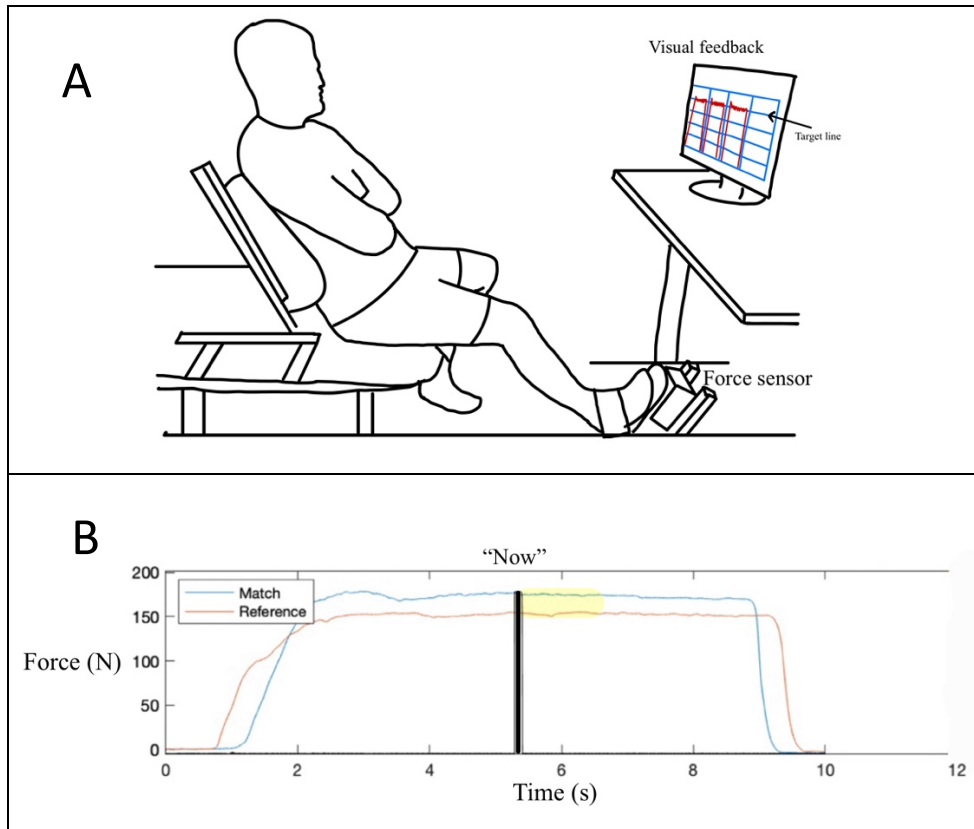 A
Visual feedback
Target line
Force sensor
B
“Now”
200
150
100
50
0
Match
Reference
Force (N)
0 2 4 6 8 10 12
Time (s)